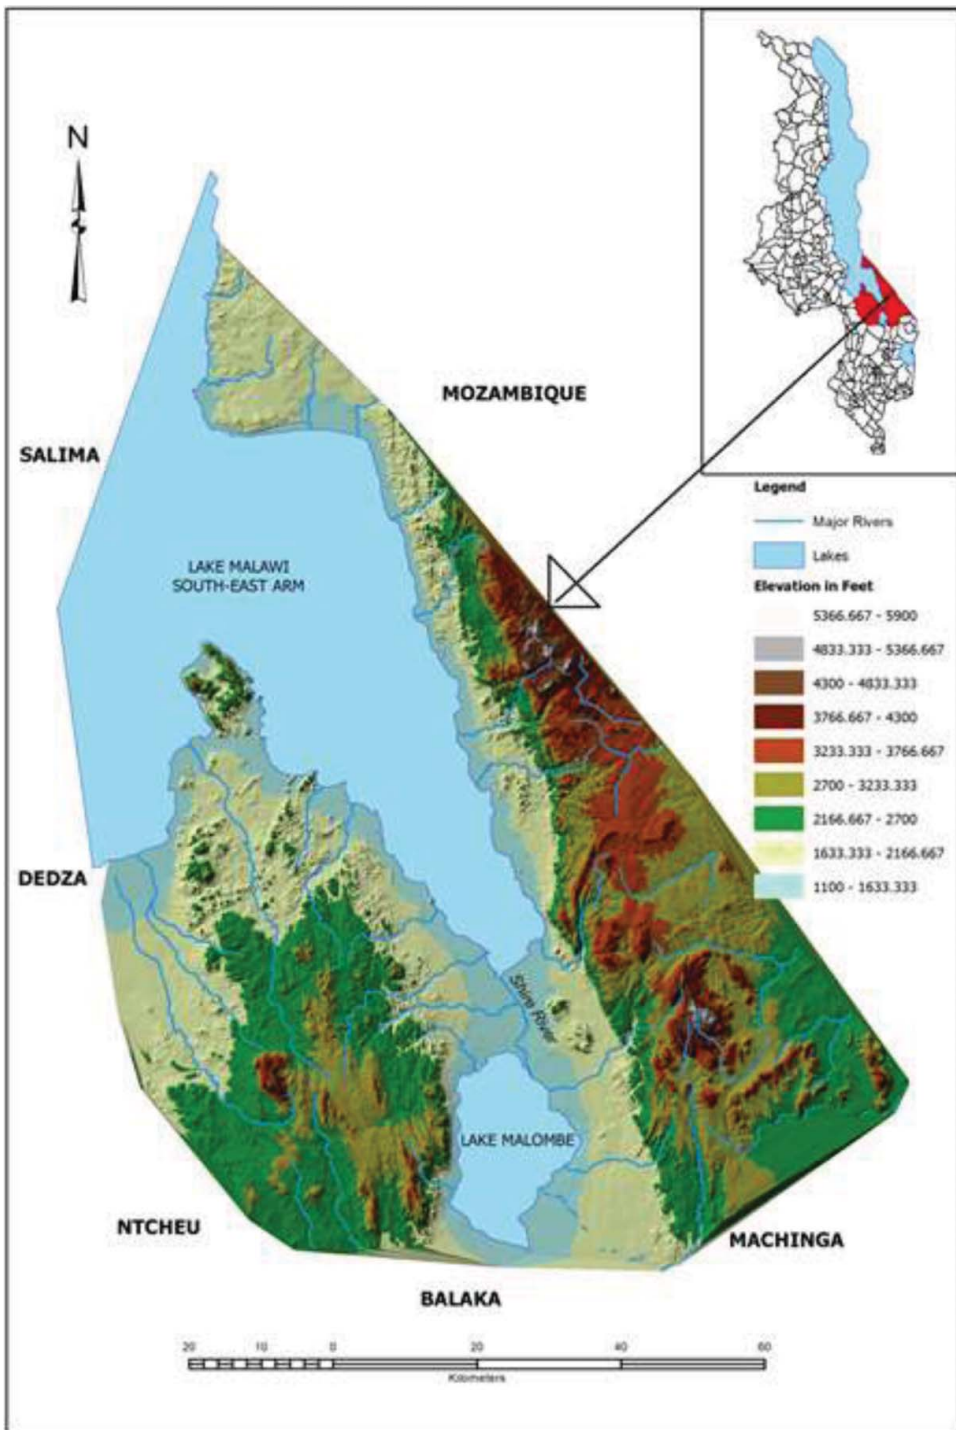 N
MOZAMBIQUE
SALIMA
LAKE MALAWI
SOUTH-EAST ARM
DEDZA
Shire River
LAKE MALOMBE
NTCHEU
MACHINGA
BALAKA
Legend
Major Rivers
Lakes
Elevation in Feet
5366.667 - 5900
4833.333 - 5366.667
4300 - 4833.333
3766.667 - 4300
3233.333 - 3766.667
2700 - 3233.333
2166.667 - 2700
1633.333 - 2166.667
1100 - 1633.333
20 10 0 20 40 60
Kilometers